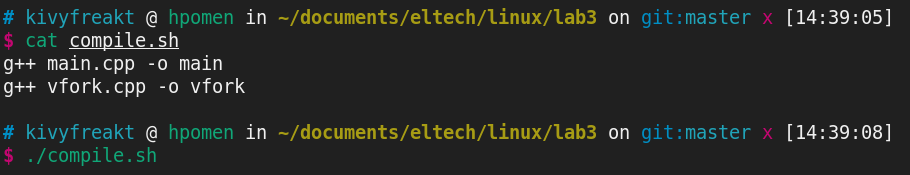 # kivyfreakt @ hpomen in ~/documents/eltech/linux/lab3 on git:master x [14:39:05]
$ cat compile.sh
g++ main.cpp -o main
g++ vfork.cpp -o vfork
# kivyfreakt @ hpomen in ~/documents/eltech/linux/lab3 on git:master x [14:39:08]
$ ./compile.sh